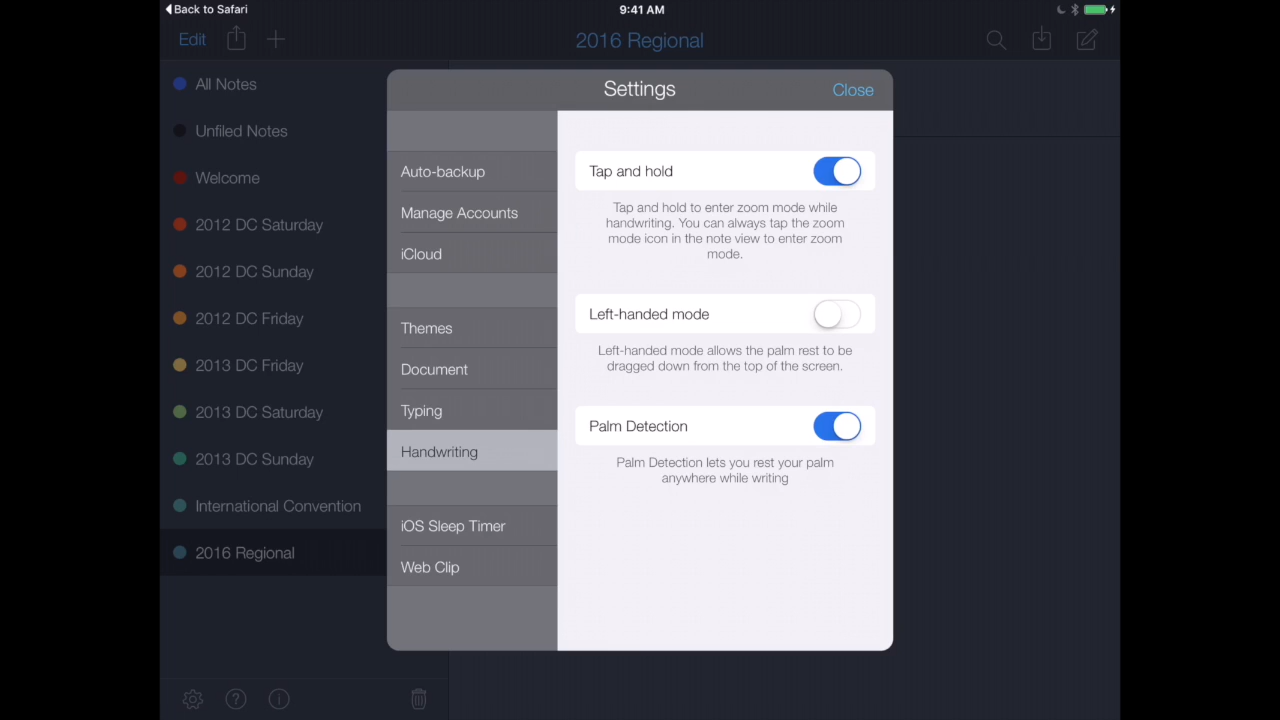 Back to Safari
9:41 AM
Edit
2016 Regional
All Notes
Unfiled Notes
Welcome
2012 DC Saturday
2012 DC Sunday
2012 DC Friday
2013 DC Friday
2013 DC Saturday
2013 DC Sunday
International Convention
2016 Regional
Settings
Close
Auto-backup
Manage Accounts
iCloud
Themes
Document
Typing
Handwriting
iOS Sleep Timer
Web Clip
Tap and hold
Tap and hold to enter zoom mode while
handwriting. You can always tap the zoom
mode icon in the note view to enter zoom
mode.
Left-handed mode
Left-handed mode allows the palm rest to be
dragged down from the top of the screen.
Palm Detection
Palm Detection lets you rest your palm
anywhere while writing